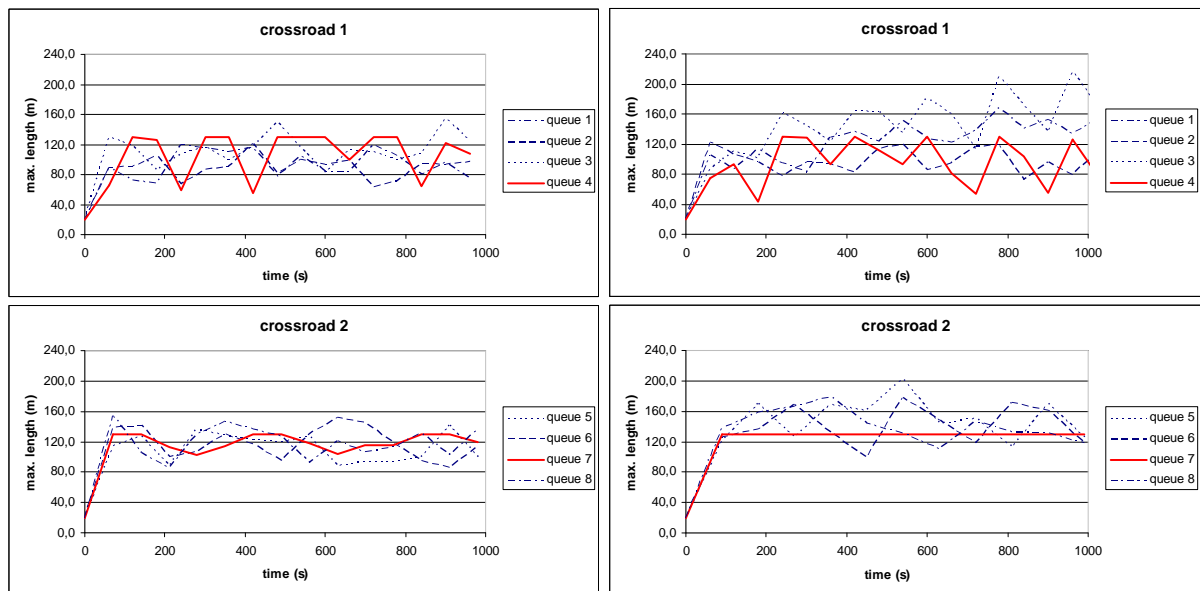 crossroad 1
max. length (m)
240,0
200,0
160,0
120,0
80,0
40,0
0,0
0 200 400 600 800 1000
time (s)
queue 1
queue 2
queue 3
queue 4
crossroad 1
max. length (m)
240,0
200,0
160,0
120,0
80,0
40,0
0,0
0 200 400 600 800 1000
time (s)
queue 1
queue 2
queue 3
queue 4
crossroad 2
max. length (m)
240,0
200,0
160,0
120,0
80,0
40,0
0,0
0 200 400 600 800 1000
time (s)
queue 5
queue 6
queue 7
queue 8
crossroad 2
max. length (m)
240,0
200,0
160,0
120,0
80,0
40,0
0,0
0 200 400 600 800 1000
time (s)
queue 5
queue 6
queue 7
queue 8